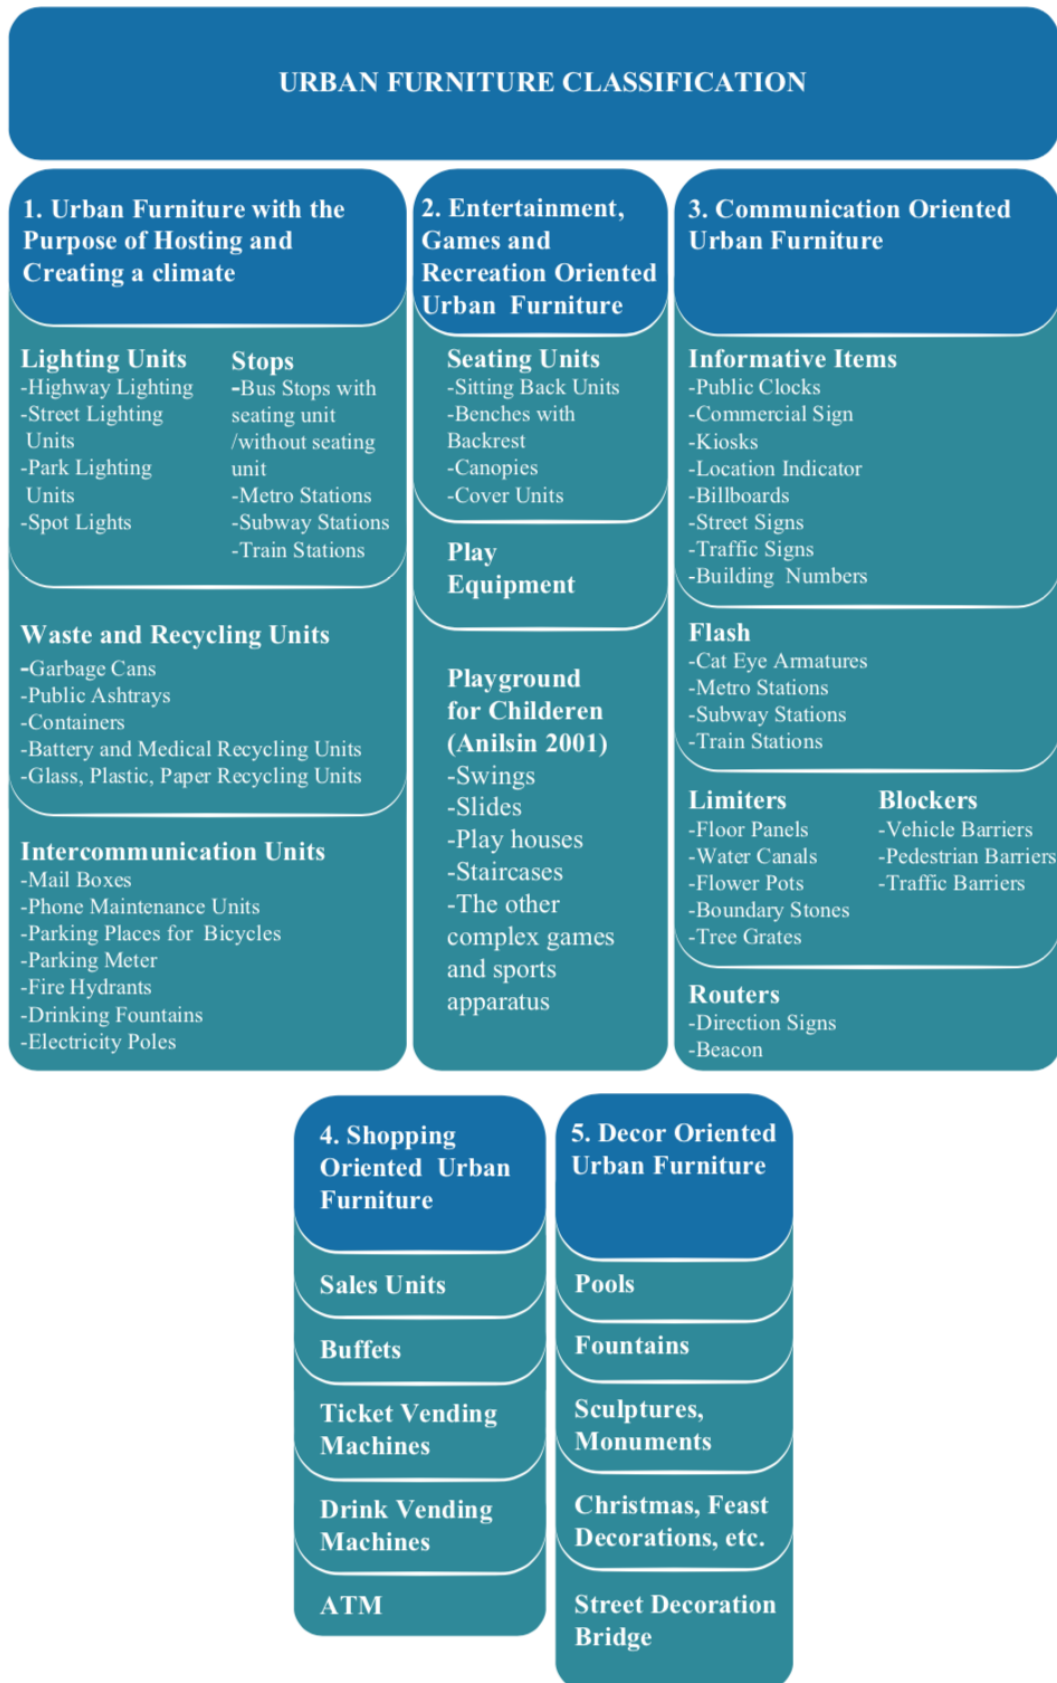 URBAN FURNITURE CLASSIFICATION
1. Urban Furniture with the
Purpose of Hosting and
Creating a climate
Lighting Units
-Highway Lighting
-Street Lighting
Units
-Park Lighting
Units
-Spot Lights
Stops
-Bus Stops with
seating unit
/without seating
unit
-Metro Stations
-Subway Stations
-Train Stations
Waste and Recycling Units
-Garbage Cans
-Public Ashtrays
-Containers
-Battery and Medical Recycling Units
-Glass, Plastic, Paper Recycling Units
Intercommunication Units
-Mail Boxes
-Phone Maintenance Units
-Parking Places for Bicycles
-Parking Meter
-Fire Hydrants
-Drinking Fountains
-Electricity Poles
2. Entertainment,
Games and
Recreation Oriented
Urban Furniture
Seating Units
-Sitting Back Units
-Benches with
Backrest
-Canopies
-Cover Units
Play
Equipment
Playground
for Childeren
(Anilsin 2001)
-Swings
-Slides
-Play houses
-Staircases
-The other
complex games
and sports
apparatus
3. Communication Oriented
Urban Furniture
Informative Items
-Public Clocks
-Commercial Sign
-Kiosks
-Location Indicator
-Billboards
-Street Signs
-Traffic Signs
-Building Numbers
Flash
-Cat Eye Armatures
-Metro Stations
-Subway Stations
-Train Stations
Limiters
-Floor Panels
-Water Canals
-Flower Pots
-Boundary Stones
-Tree Grates
Blockers
-Vehicle Barriers
-Pedestrian Barriers
-Traffic Barriers
Routers
-Direction Signs
-Beacon
4. Shopping
Oriented Urban
Furniture
Sales Units
Buffets
Ticket Vending
Machines
Drink Vending
Machines
ATM
5. Decor Oriented
Urban Furniture
Pools
Fountains
Sculptures,
Monuments
Christmas, Feast
Decorations, etc.
Street Decoration
Bridge